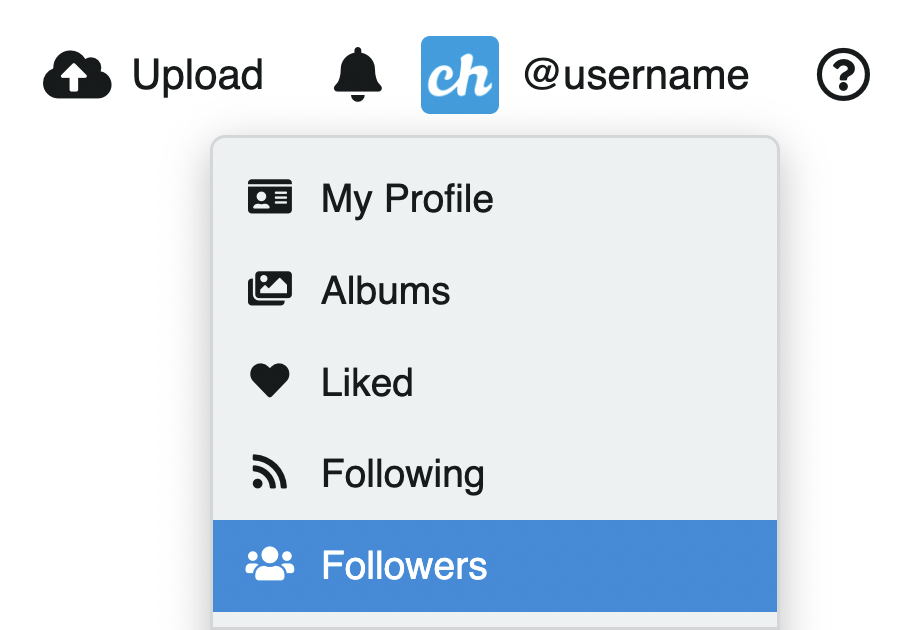 Upload ch @username ?
My Profile
Albums
Liked
Following
Followers